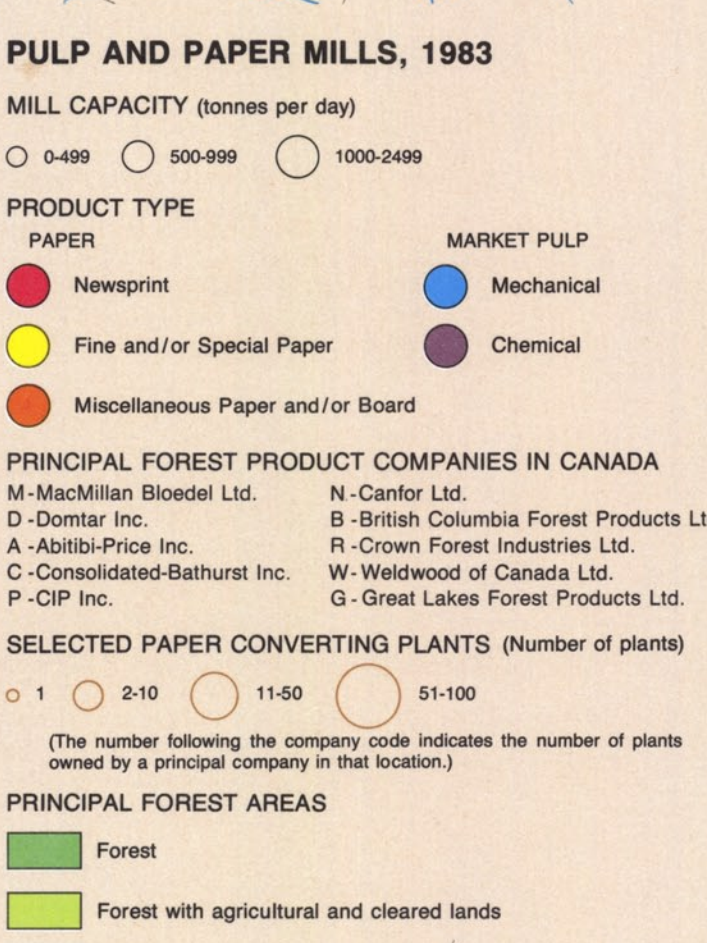 PULP AND PAPER MILLS, 1983
MILL CAPACITY (tonnes per day)
0-499 500-999 1000-2499
PRODUCT TYPE
PAPER MARKET PULP
Newsprint Mechanical
Fine and/or Special Paper Chemical
Miscellaneous Paper and/or Board
PRINCIPAL FOREST PRODUCT COMPANIES IN CANADA
M-MacMillan Bloedel Ltd. N-Canfor Ltd.
D-Domtar Inc. B-British Columbia Forest Products Lt
A-Abitibi-Price Inc. R-Crown Forest Industries Ltd.
C-Consolidated-Bathurst Inc. W-Weldwood of Canada Ltd.
P-CIP Inc. G-Great Lakes Forest Products Ltd.
SELECTED PAPER CONVERTING PLANTS (Number of plants)
1 2-10 11-50 51-100
(The number following the company code indicates the number of plants
owned by a principal company in that location.)
PRINCIPAL FOREST AREAS
Forest
Forest with agricultural and cleared lands